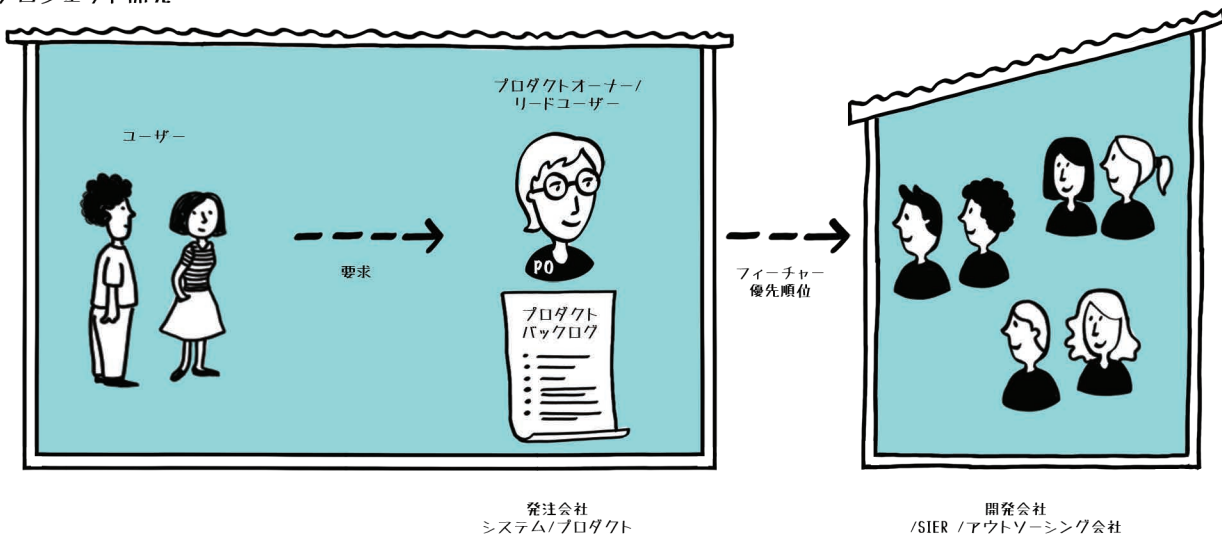 プロダクトオーナー/
リードユーザー
ユーザー
PO
要求
フィーチャー
優先順位
プロダクト
バックログ
発注会社
システム/プロダクト
開発会社
/SIER /アウトソーシング会社